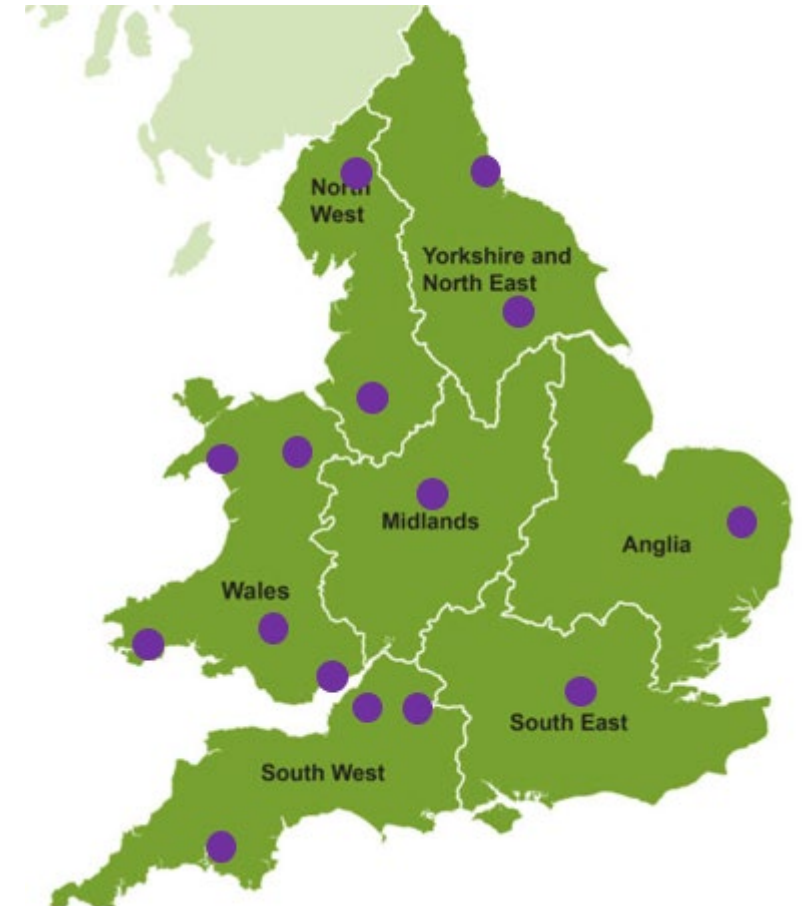 North
West
Yorkshire and
North East
Midlands
Anglia
Wales
South East
South West